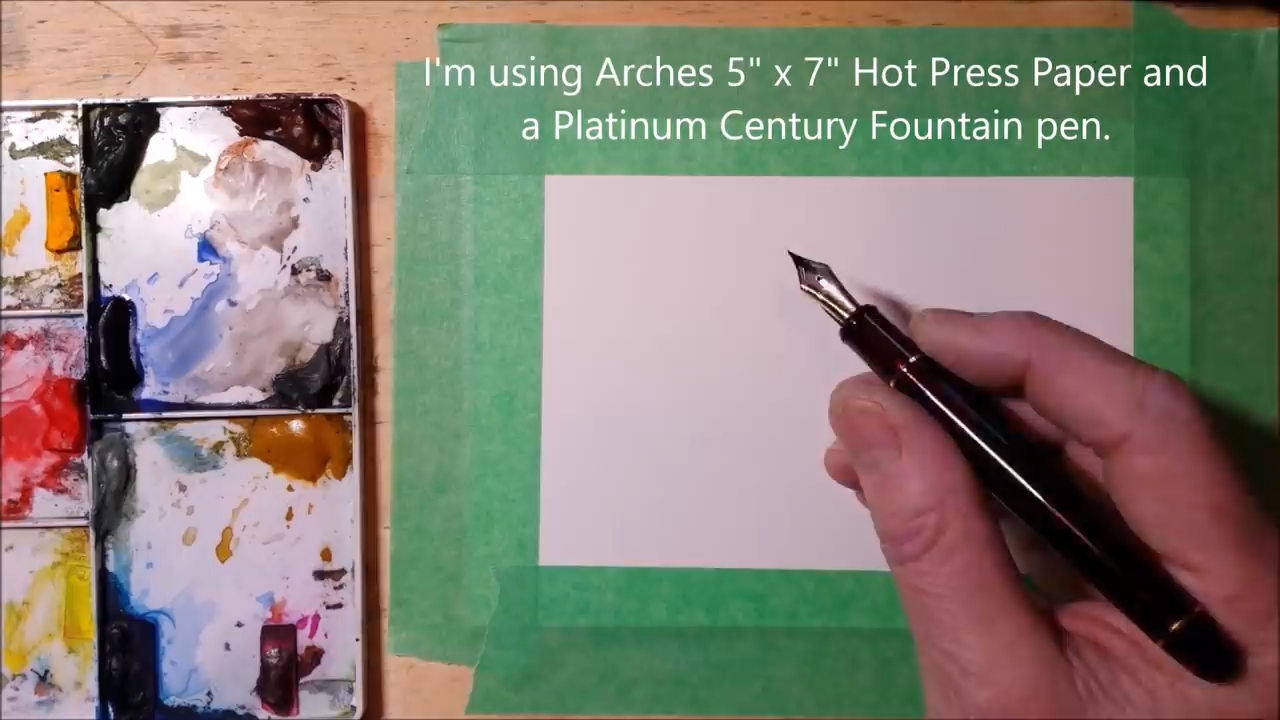 I'm using Arches 5" x 7" Hot Press Paper and
a Platinum Century Fountain pen.